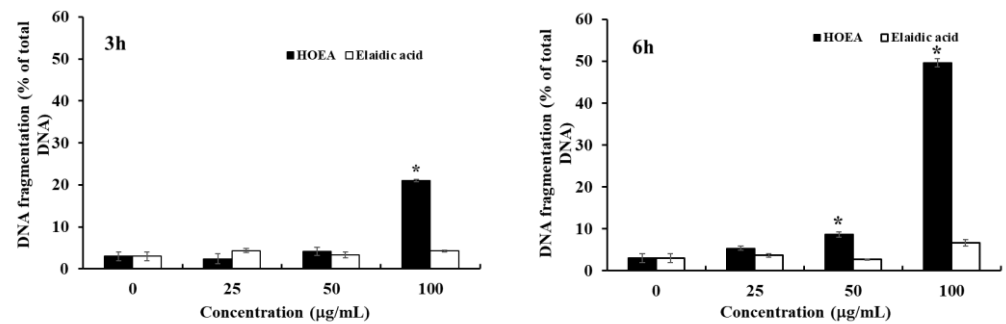 3h
HOEA Elaidic acid
DNA fragmentation (% of total
DNA)
60
50
40
30
20
10
0
*
0 25 50 100
Concentration (μg/mL)
6h
HOEA Elaidic acid
DNA fragmentation (% of total
DNA)
60
50
40
30
20
10
0
*
*
0 25 50 100
Concentration (μg/mL)